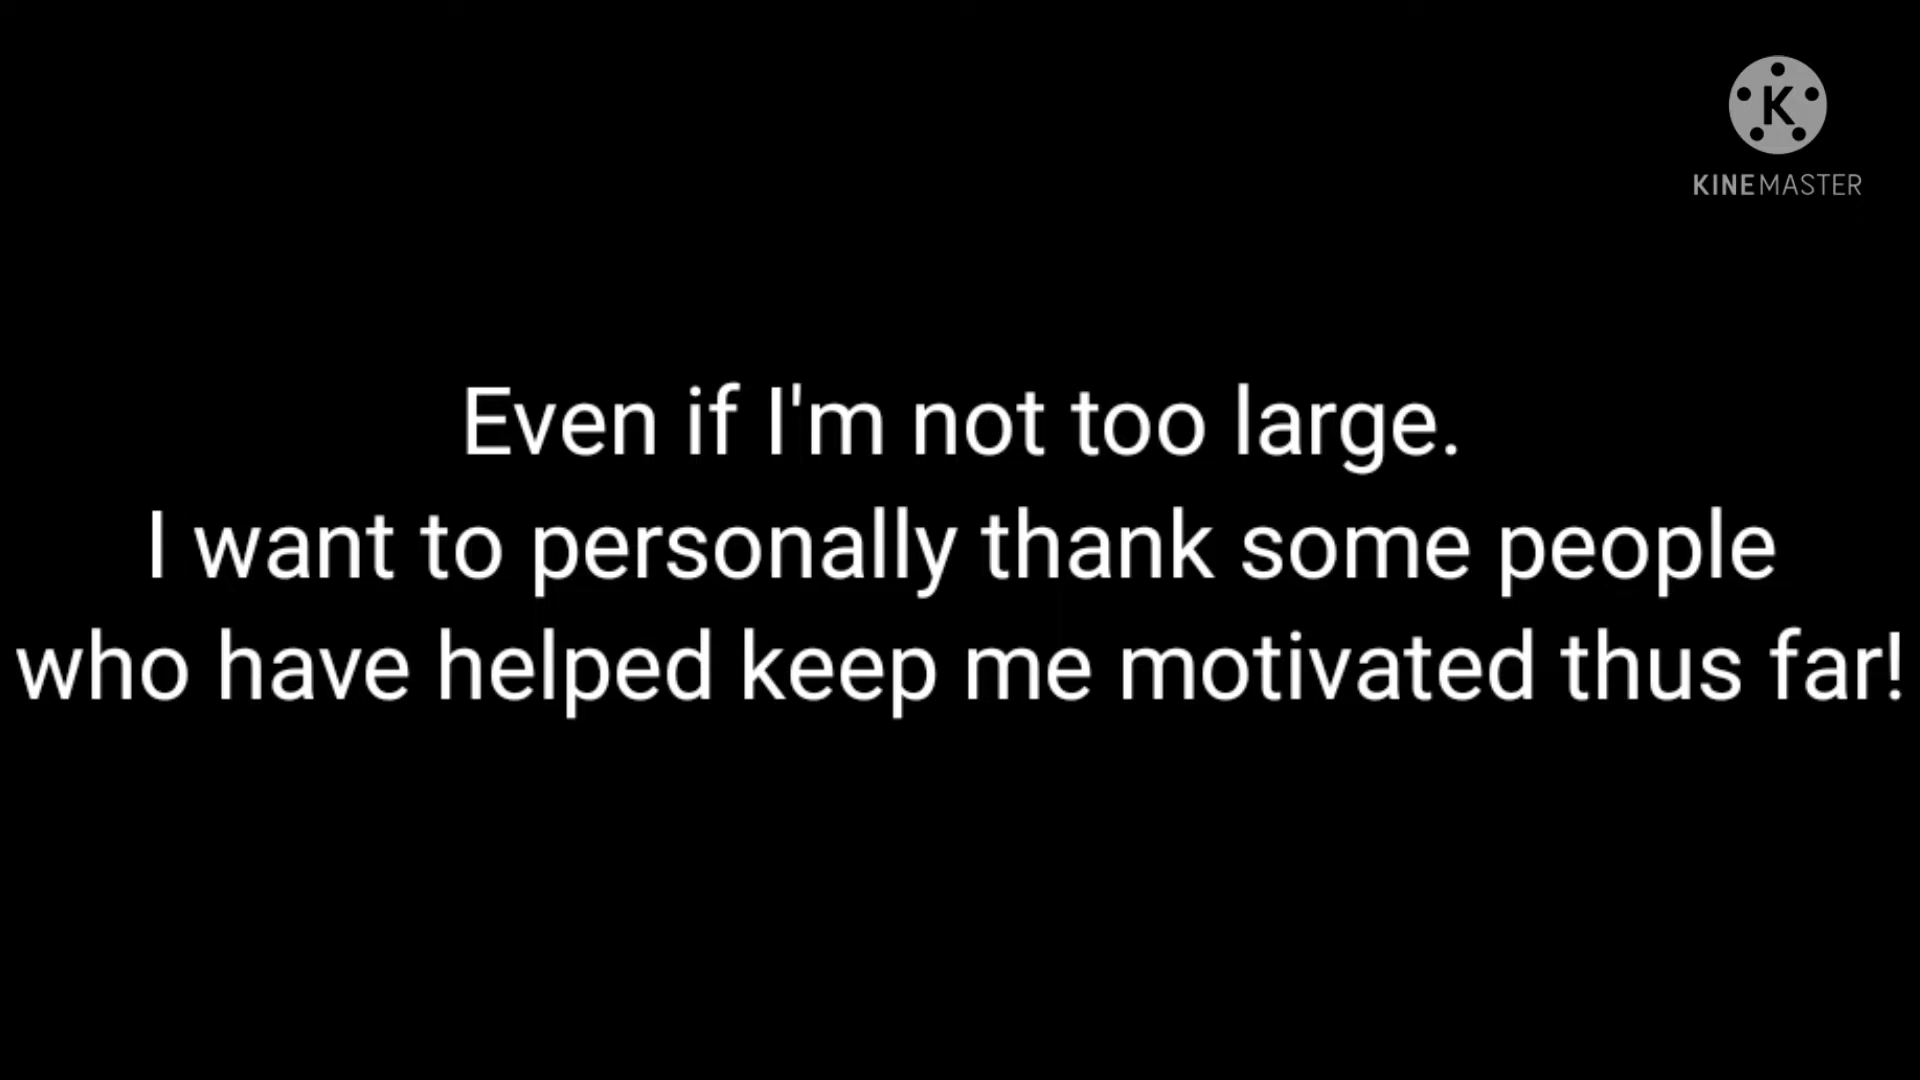 K
KINEMASTER
Even if I'm not too large.
I want to personally thank some people
who have helped keep me motivated thus far!